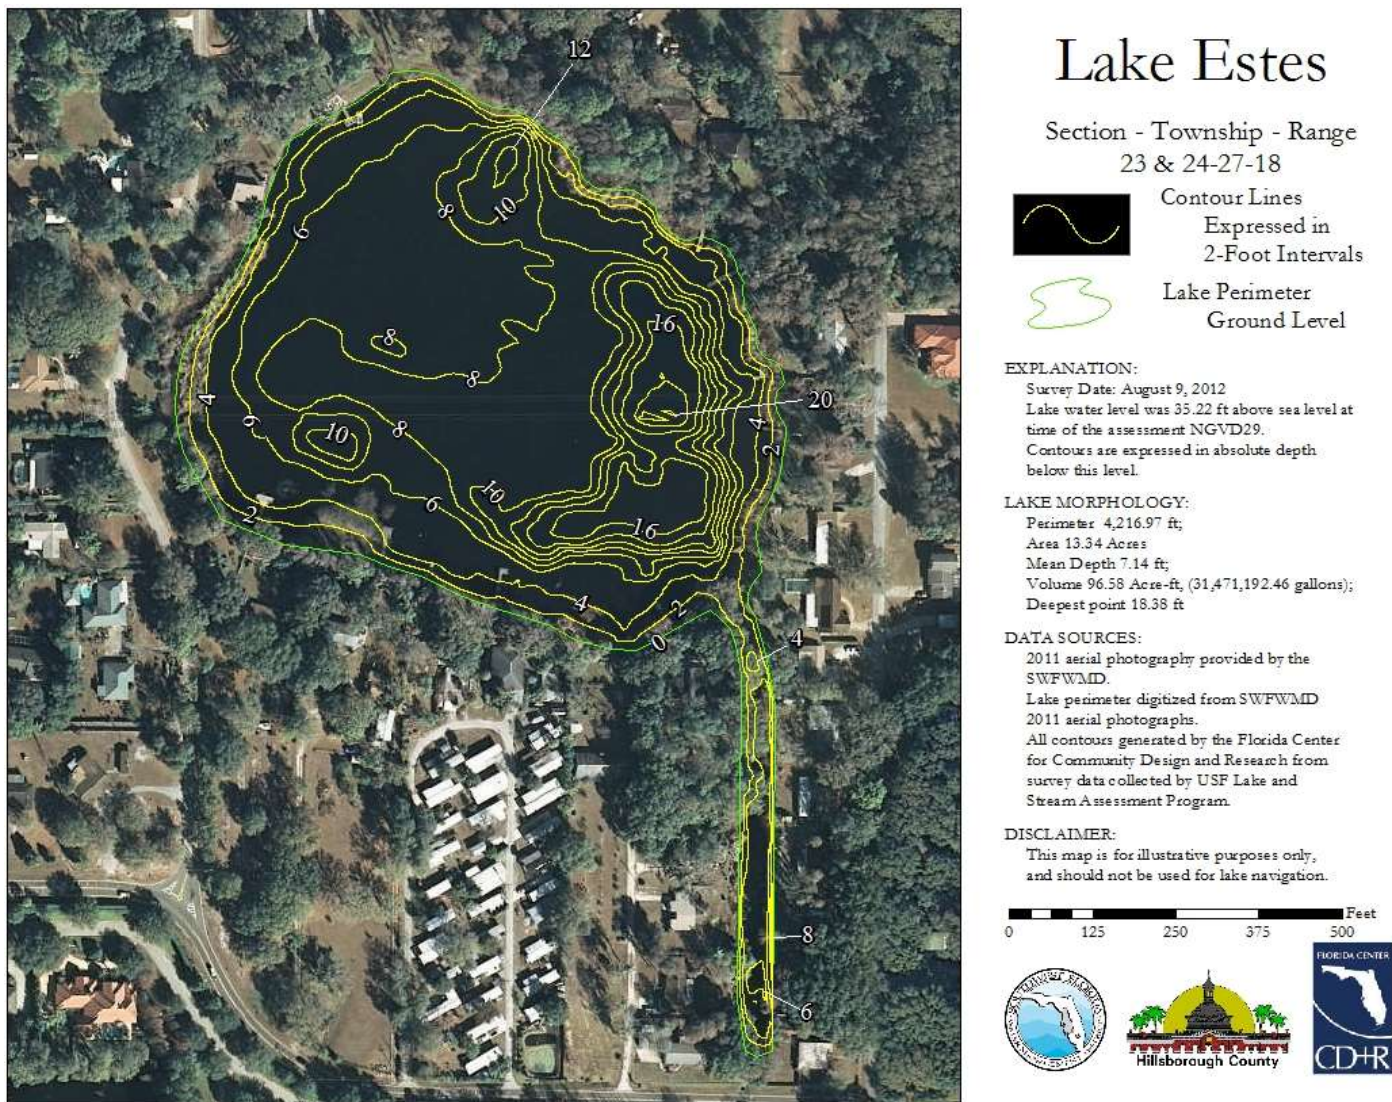 Lake Estes
Section - Township - Range
23 & 24-27-18
Contour Lines
Expressed in
2-Foot Intervals
Lake Perimeter
Ground Level
EXPLANATION:
Survey Date: August 9, 2012
Lake water level was 35.22 ft above sea level at
time of the assessment NGVD29.
Contours are expressed in absolute depth
below this level.
LAKE MORPHOLOGY:
Perimeter 4,216.97 ft;
Area 13.34 Acres
Mean Depth 7.14 ft;
Volume 96.58 Acre-ft, (31,471,192.46 gallons);
Deepest point 18.38 ft
DATA SOURCES:
2011 aerial photography provided by the
SWFWMD.
Lake perimeter digitized from SWFWMD
2011 aerial photographs.
All contours generated by the Florida Center
for Community Design and Research from
survey data collected by USF Lake and
Stream Assessment Program.
DISCLAIMER:
This map is for illustrative purposes only,
and should not be used for lake navigation.
Feet
0 125 250 375 500
FLORIDA CENTER
Hillsborough County
CD+R
12
8
10
6
16
8
8
20
4
6
10
8
4
2
10
6
2
16
4
2
0
4
8
6